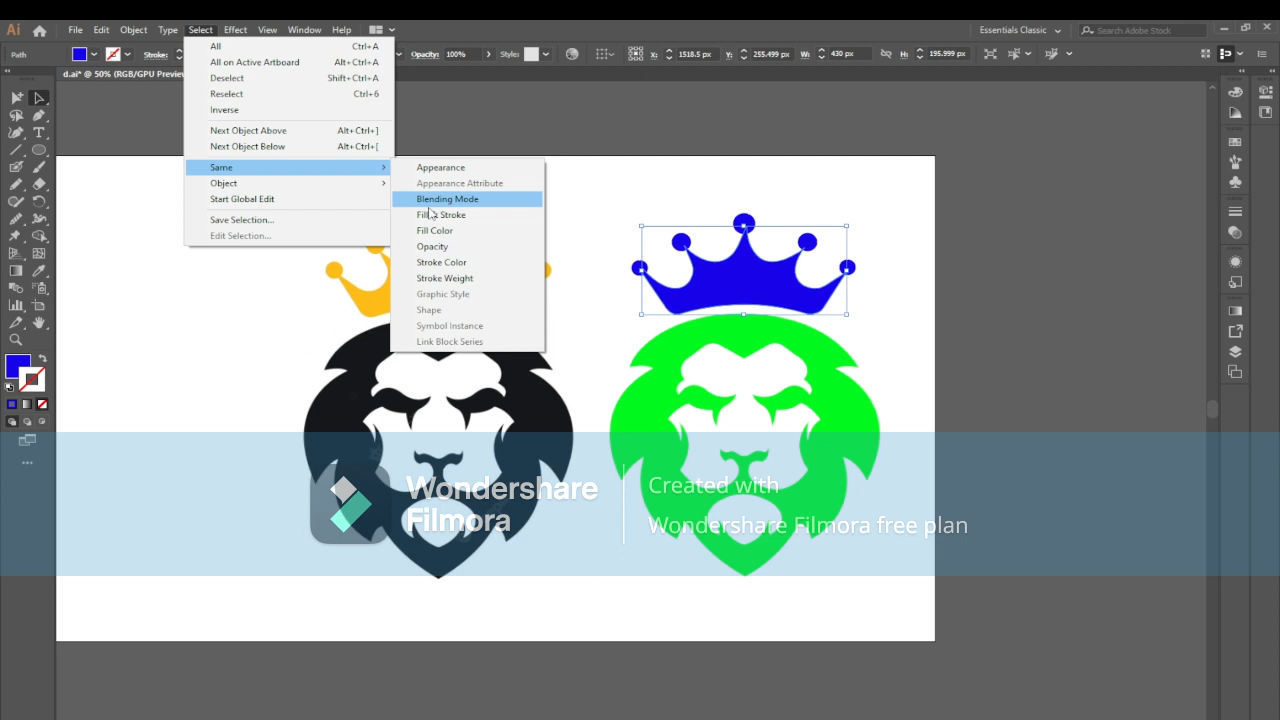 Ai File Edit Object Type Select Effect View Window Help Essentials Classic Search Adobe Stock
Path Stroke: Opacity: 100% Style: X: 1518.5 px Y: 255.499 px W: 430 px H: 195.999 px
d.ai* @ 50% (RGB/GPU Preview
All Ctrl+A
All on Active Artboard Alt+Ctrl+A
Deselect Shift+Ctrl+A
Reselect Ctrl+6
Inverse
Next Object Above Alt+Ctrl+]
Next Object Below Alt+Ctrl+[
Same
Object
Start Global Edit
Save Selection...
Edit Selection...
Appearance
Appearance Attribute
Blending Mode
Fill & Stroke
Fill Color
Opacity
Stroke Color
Stroke Weight
Graphic Style
Shape
Symbol Instance
Link Block Series
Wondershare
Filmora
Created with
Wondershare Filmora free plan